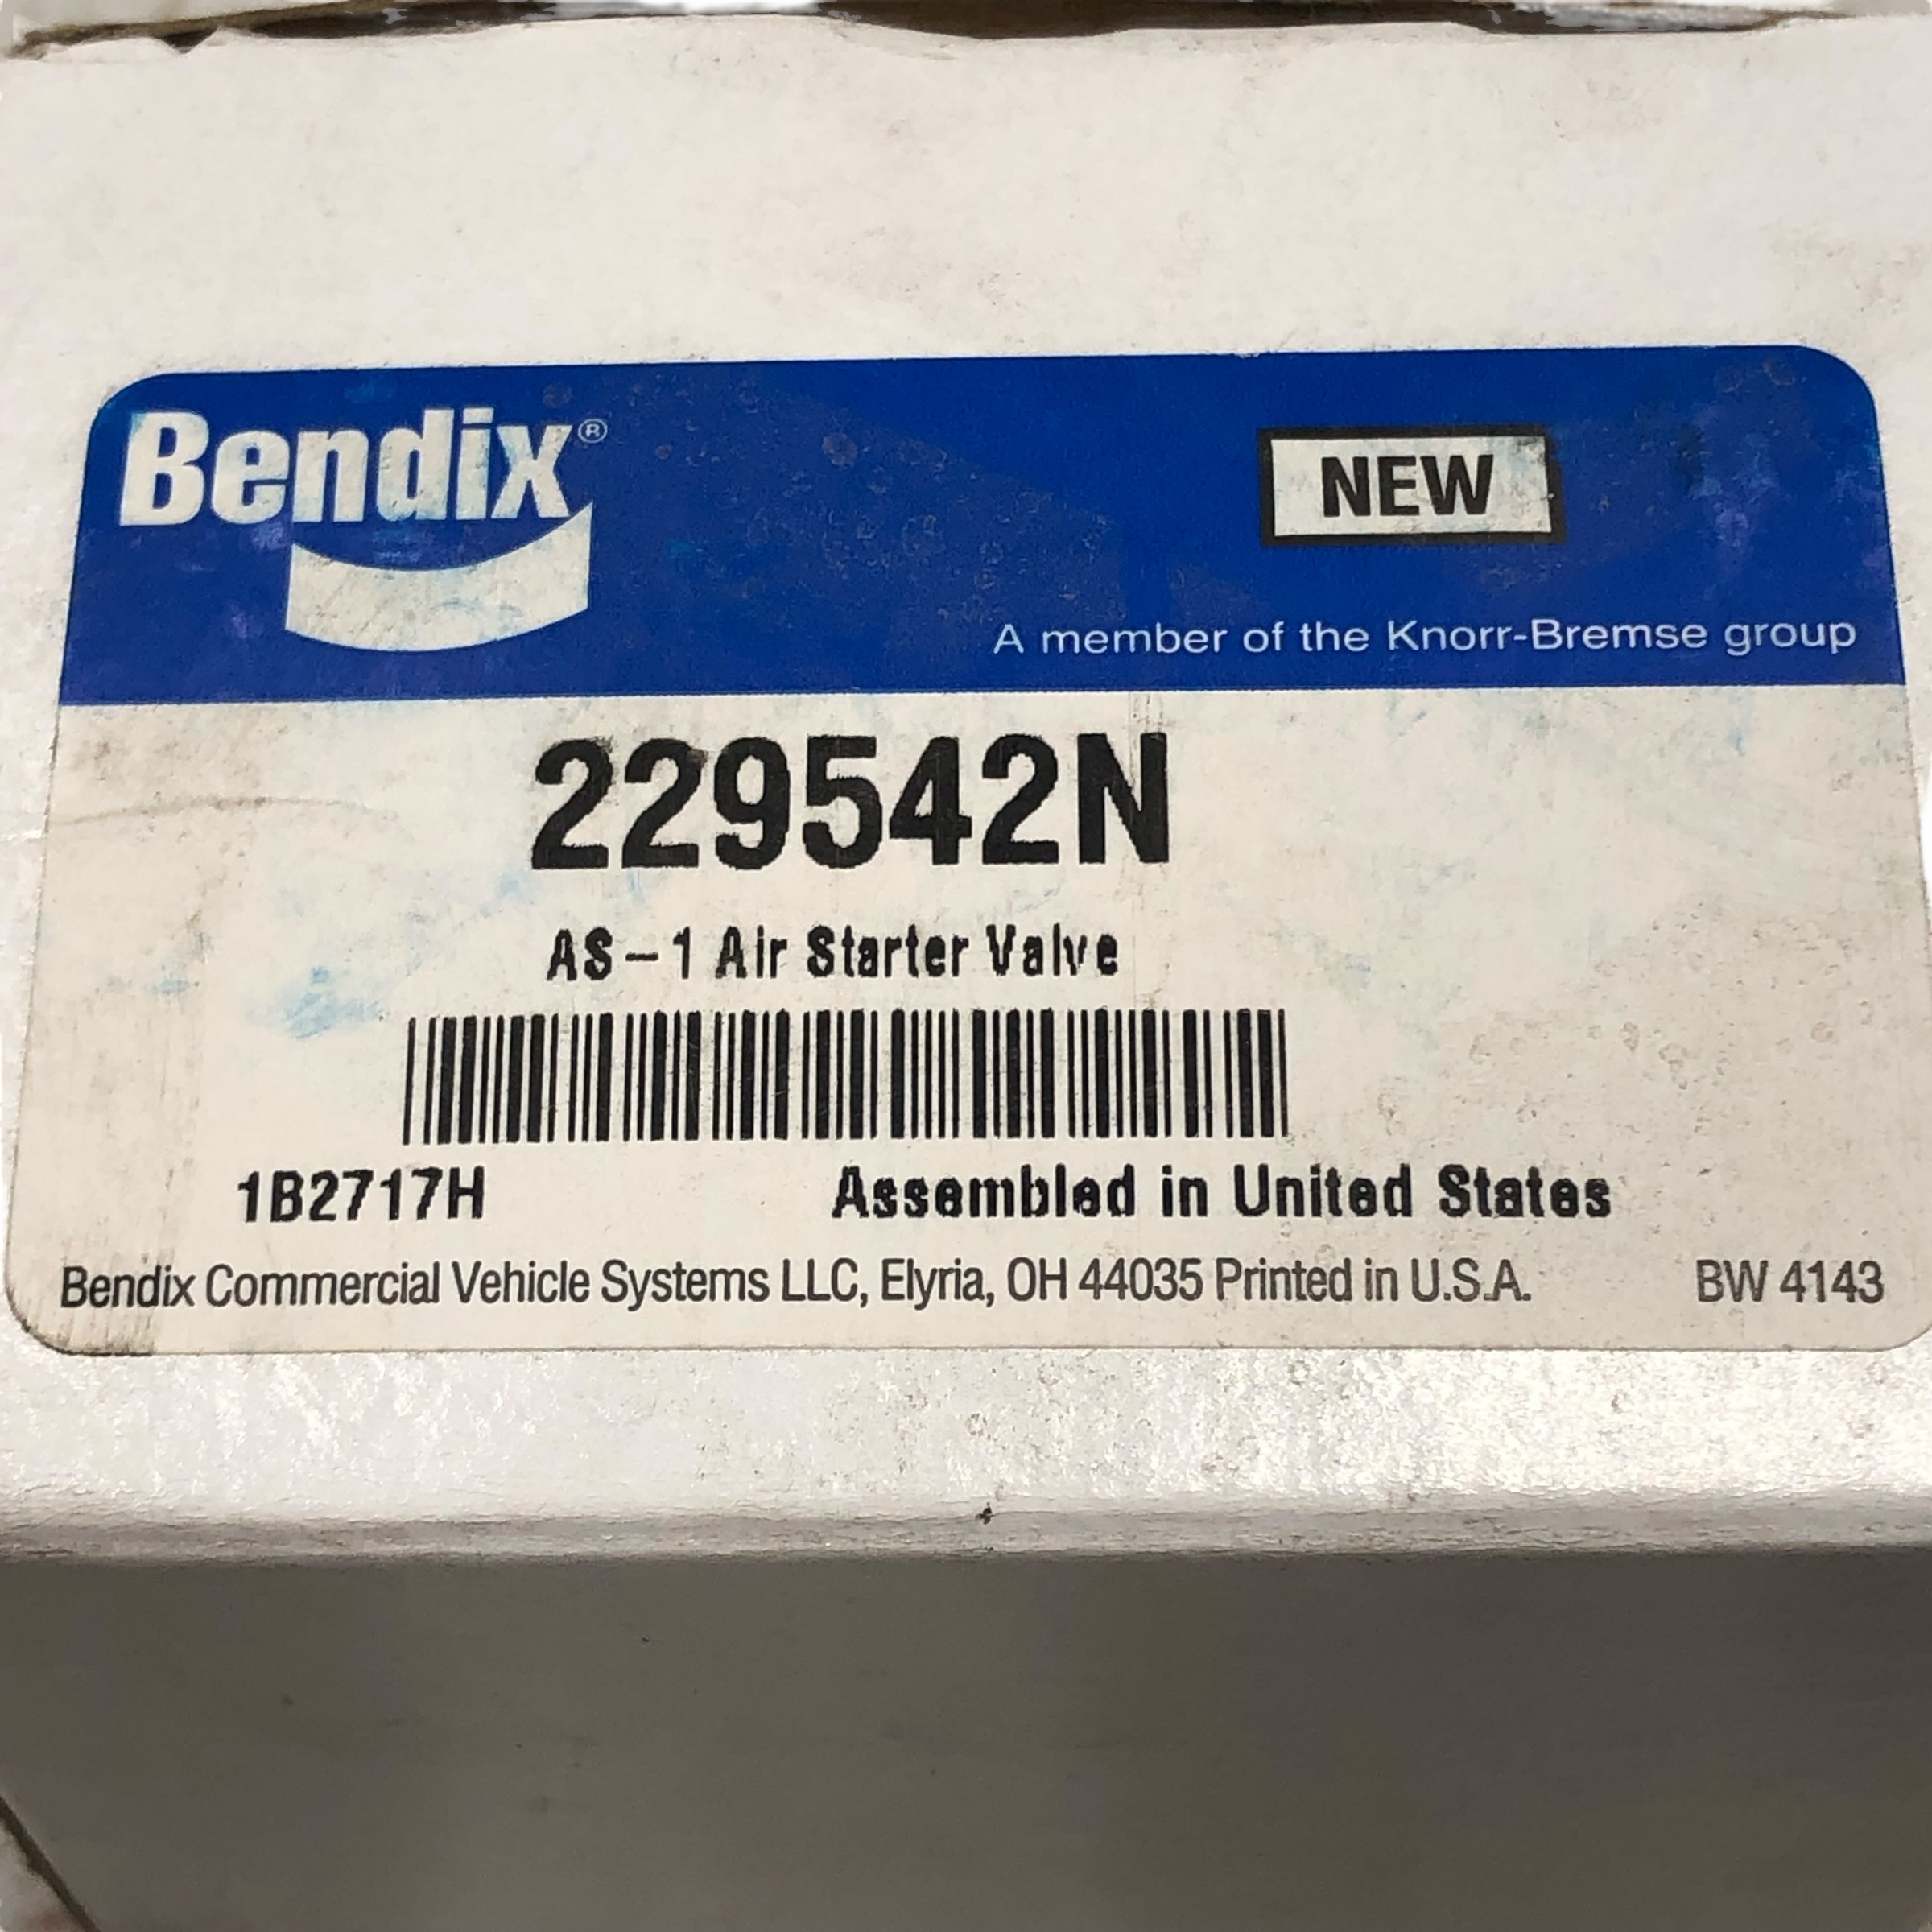 Bendix®
NEW
A member of the Knorr-Bremse group
229542N
AS-1 Air Starter Valve
1B2717H Assembled in United States
Bendix Commercial Vehicle Systems LLC, Elyria, OH 44035 Printed in U.S.A. BW 4143